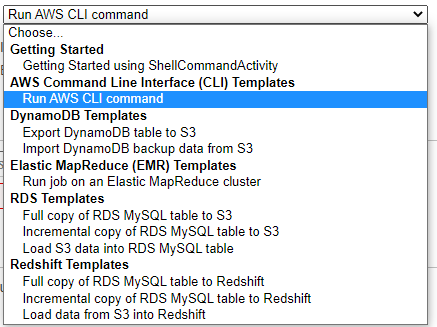 Run AWS CLI command
Choose...
Getting Started
Getting Started using ShellCommandActivity
AWS Command Line Interface (CLI) Templates
Run AWS CLI command
DynamoDB Templates
Export DynamoDB table to S3
Import DynamoDB backup data from S3
Elastic MapReduce (EMR) Templates
Run job on an Elastic MapReduce cluster
RDS Templates
Full copy of RDS MySQL table to S3
Incremental copy of RDS MySQL table to S3
Load S3 data into RDS MySQL table
Redshift Templates
Full copy of RDS MySQL table to Redshift
Incremental copy of RDS MySQL table to Redshift
Load data from S3 into Redshift